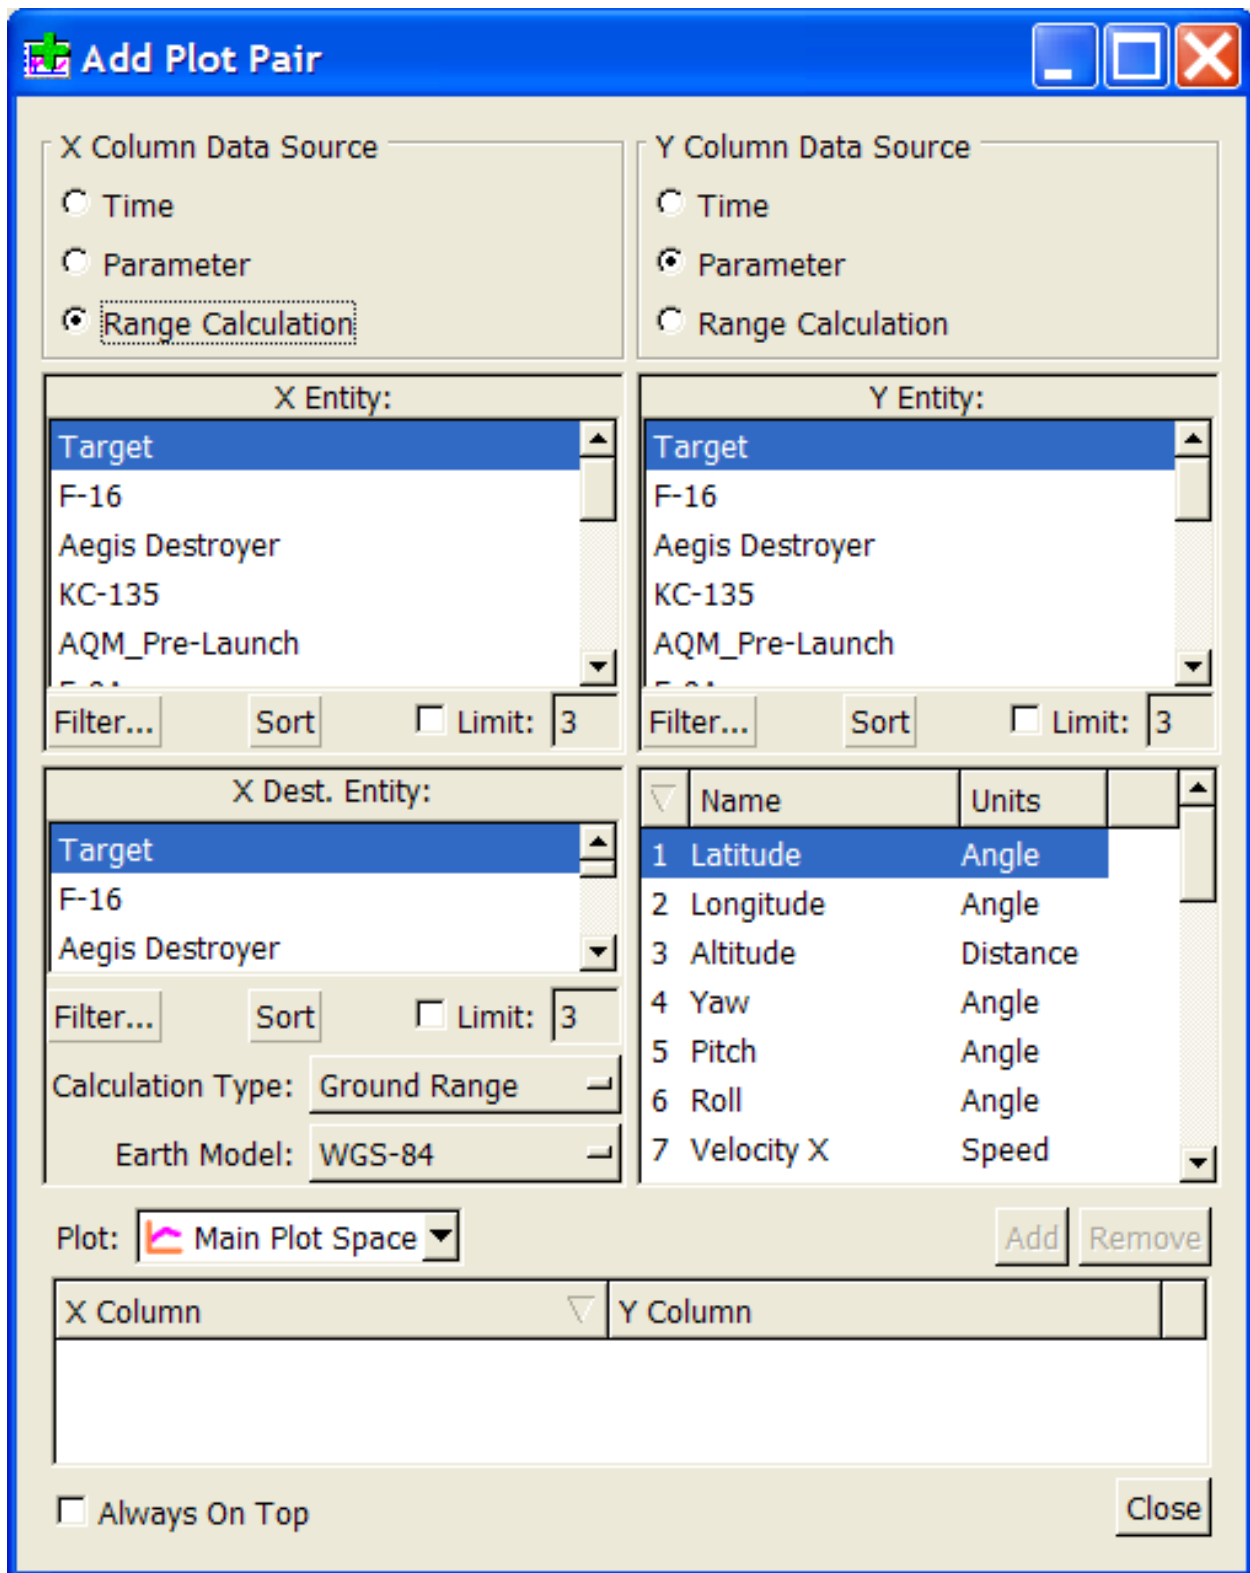 Add Plot Pair
X Column Data Source
Time
Parameter
Range Calculation
Y Column Data Source
Time
Parameter
Range Calculation
X Entity:
Target
F-16
Aegis Destroyer
KC-135
AQM_Pre-Launch
Filter... Sort Limit: 3
Y Entity:
Target
F-16
Aegis Destroyer
KC-135
AQM_Pre-Launch
Filter... Sort Limit: 3
X Dest. Entity:
Target
F-16
Aegis Destroyer
Filter... Sort Limit: 3
Calculation Type: Ground Range
Earth Model: WGS-84
Name Units
1 Latitude Angle
2 Longitude Angle
3 Altitude Distance
4 Yaw Angle
5 Pitch Angle
6 Roll Angle
7 Velocity X Speed
Plot: Main Plot Space Add Remove
X Column Y Column
Always On Top Close